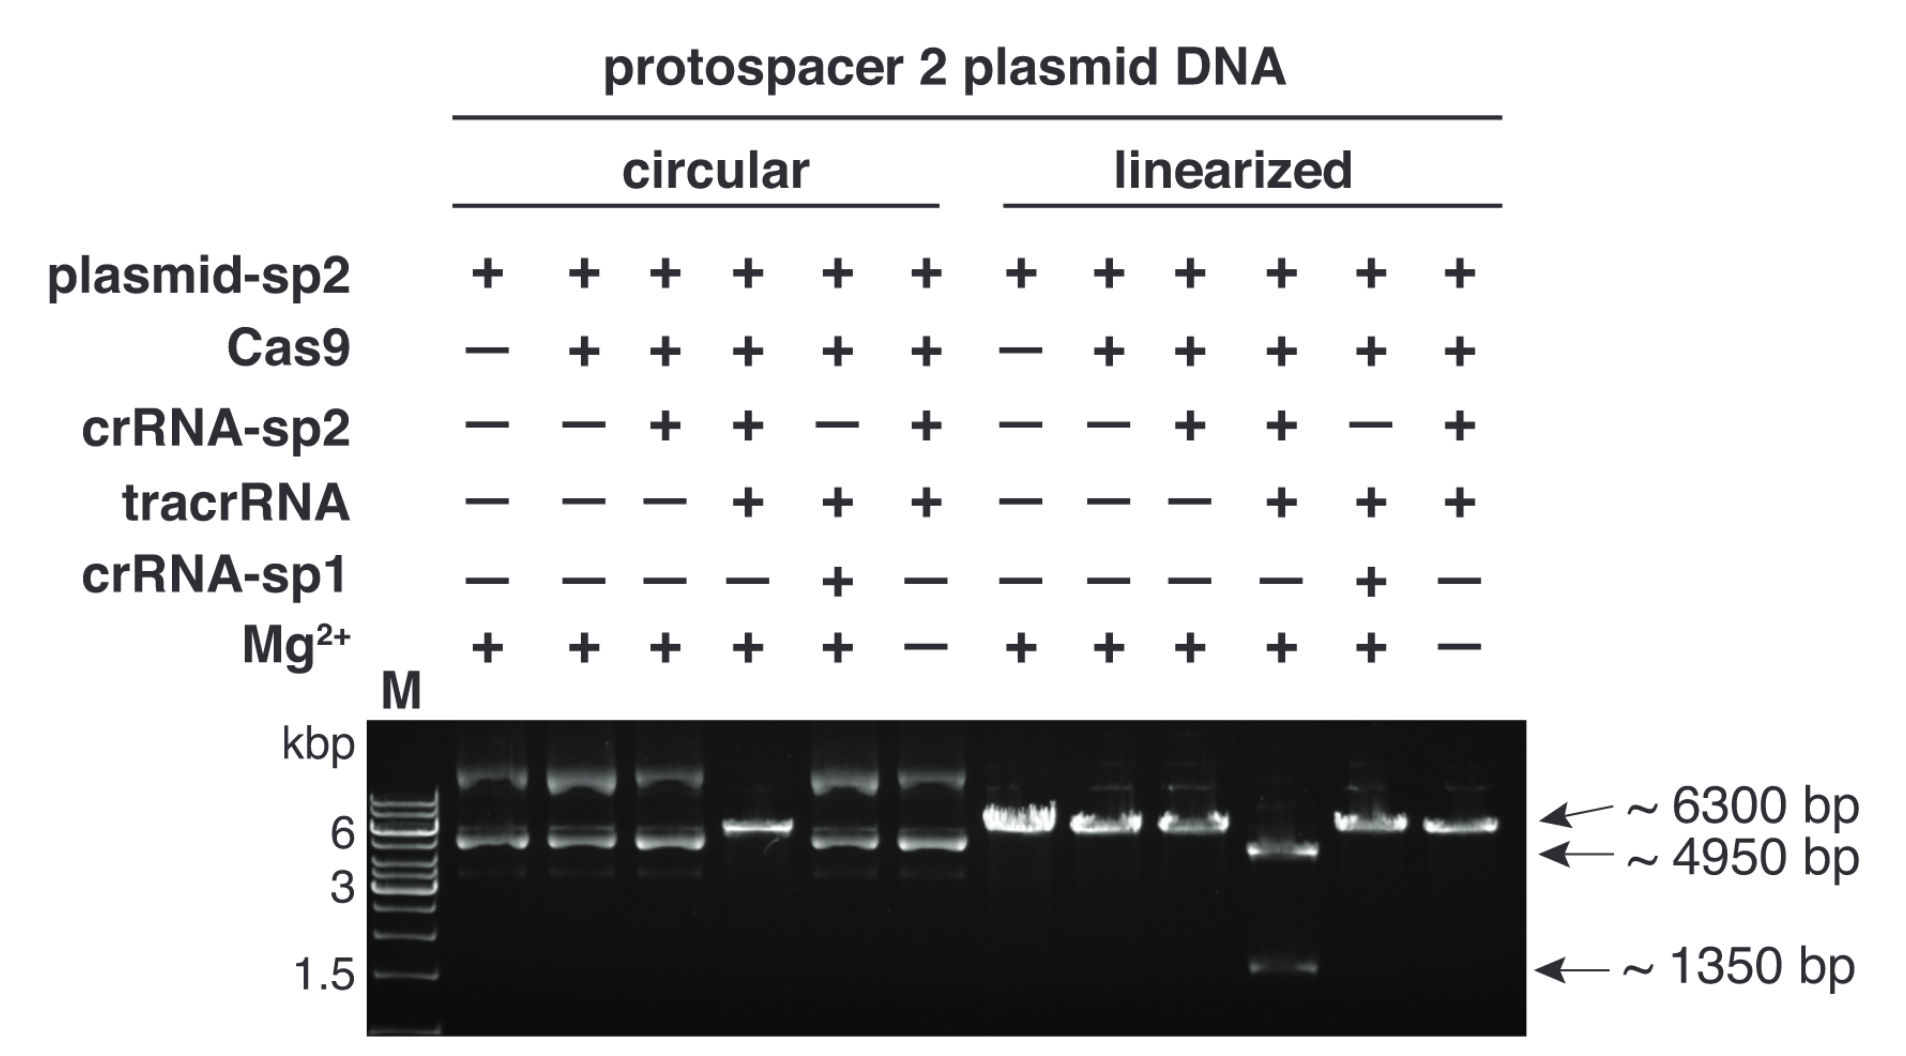 protospacer 2 plasmid DNA
circular linearized
plasmid-sp2 + + + + + + + + + + + +
Cas9 — + + + + + — + + + + +
crRNA-sp2 — — + + — + — — + + — +
tracrRNA — — — + + + — — — + + +
crRNA-sp1 — — — — + — — — — — + —
Mg²⁺ + + + + + — + + + + + —
M
kbp
~ 6300 bp
6
~ 4950 bp
3
~ 1350 bp
1.5